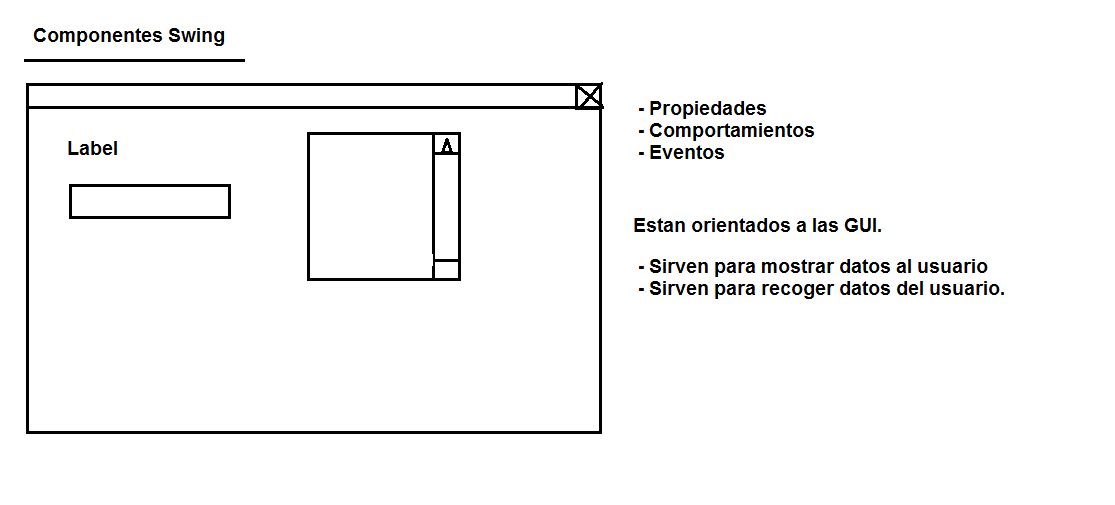 Componentes Swing
Label
- Propiedades
- Comportamientos
- Eventos
Estan orientados a las GUI.
- Sirven para mostrar datos al usuario
- Sirven para recoger datos del usuario.